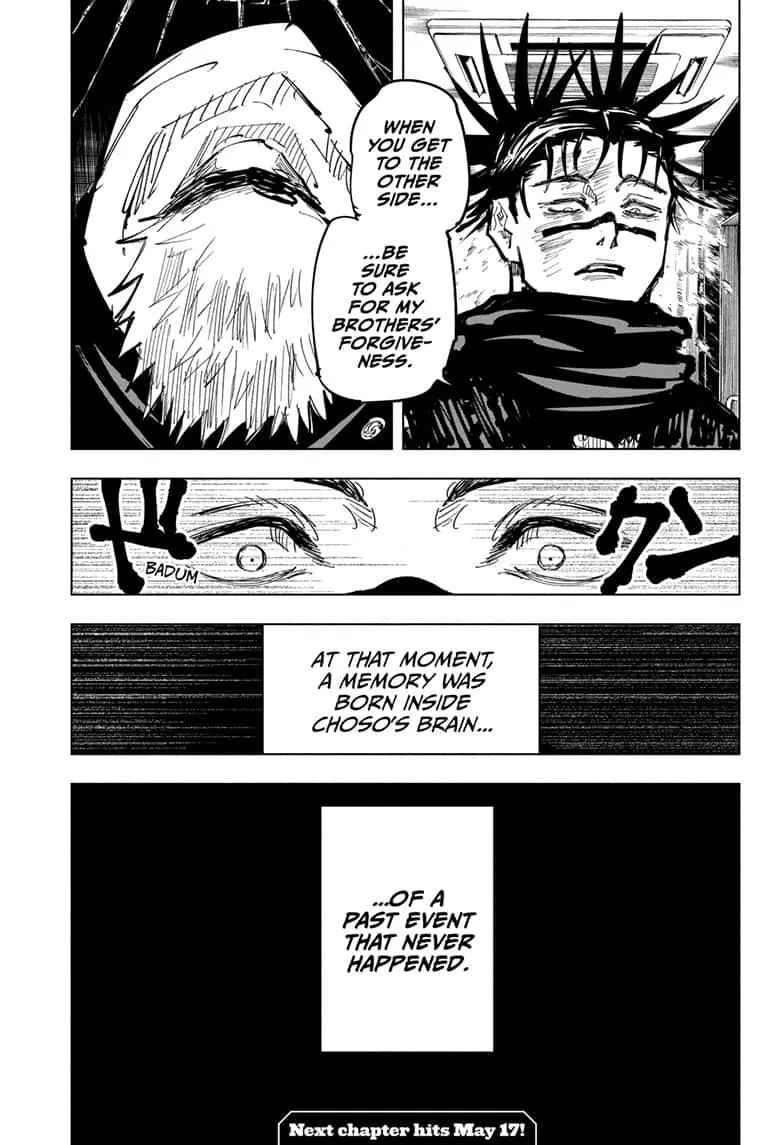 WHEN
YOU GET
TO THE
OTHER
SIDE...
...BE
SURE
TO ASK
FOR MY
BROTHERS'
FORGIVE-
NESS.
ドクン
BADUM
AT THAT MOMENT,
A MEMORY WAS
BORN INSIDE
CHOSO'S BRAIN...
...OF A
PAST EVENT
THAT NEVER
HAPPENED.
Next chapter hits May 17!